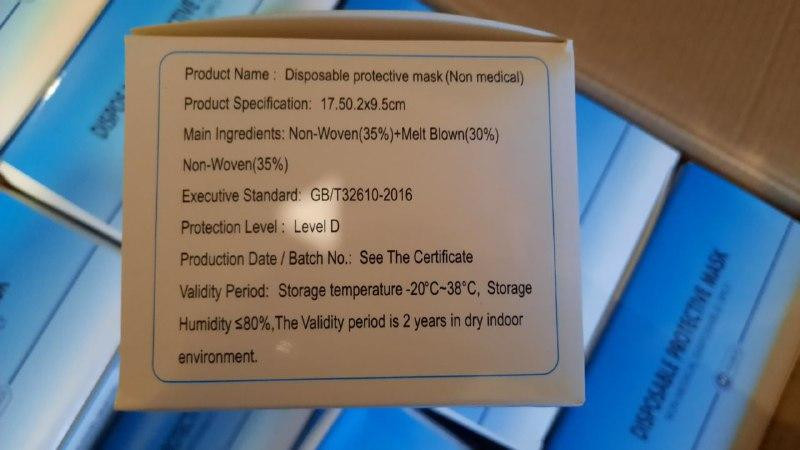 Product Name : Disposable protective mask (Non medical)
Product Specification: 17.50.2x9.5cm
Main Ingredients: Non-Woven(35%)+Melt Blown(30%)
Non-Woven(35%)
Executive Standard: GB/T32610-2016
Protection Level : Level D
Production Date / Batch No.: See The Certificate
Validity Period: Storage temperature -20°C~38°C, Storage
Humidity ≤80%,The Validity period is 2 years in dry indoor
environment.
DISPOSABLE PROTECTIVE MASK